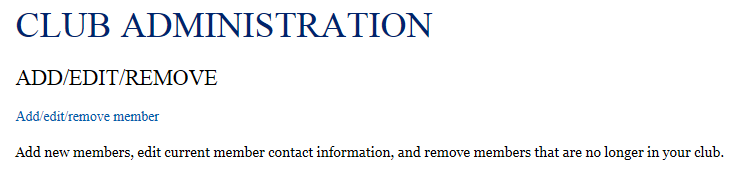 CLUB ADMINISTRATION
ADD/EDIT/REMOVE
Add/edit/remove member
Add new members, edit current member contact information, and remove members that are no longer in your club.